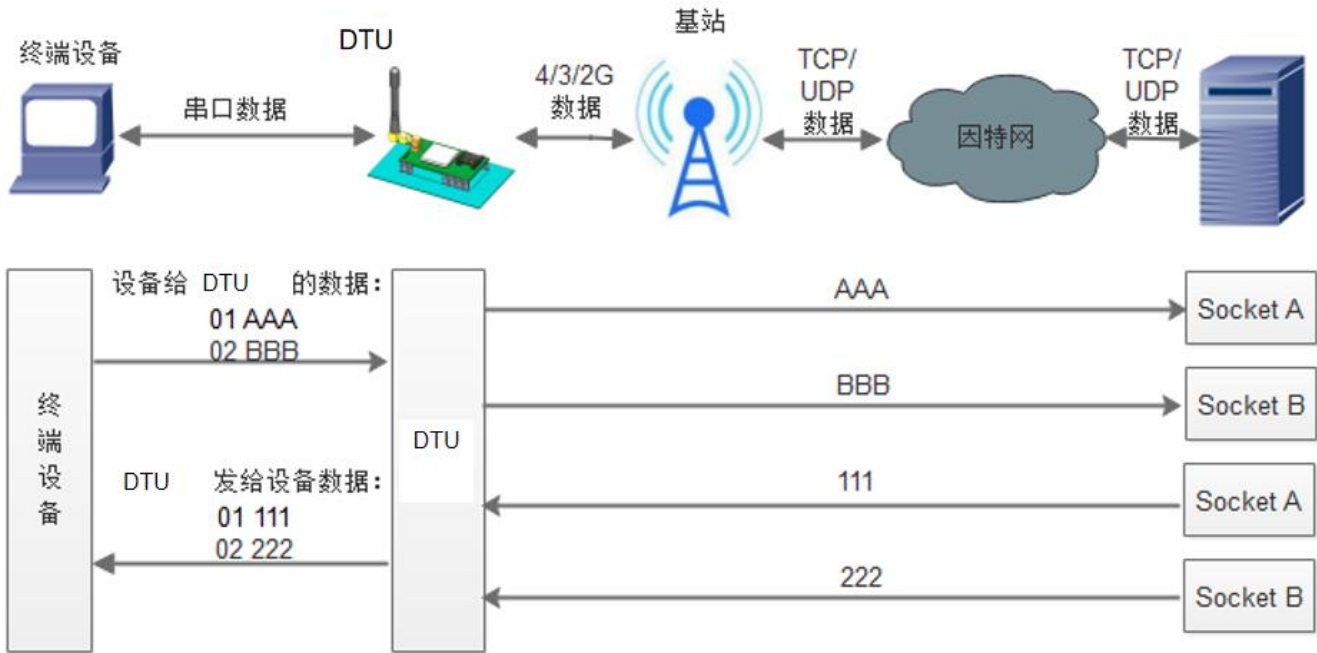 终端设备
DTU
基站
串口数据
4/3/2G
数据
TCP/
UDP
数据
因特网
TCP/
UDP
数据
设备给 DTU 的数据：
01 AAA
02 BBB
终
端
设
备
DTU 发给设备数据：
01 111
02 222
DTU
AAA
Socket A
BBB
Socket B
111
Socket A
222
Socket B